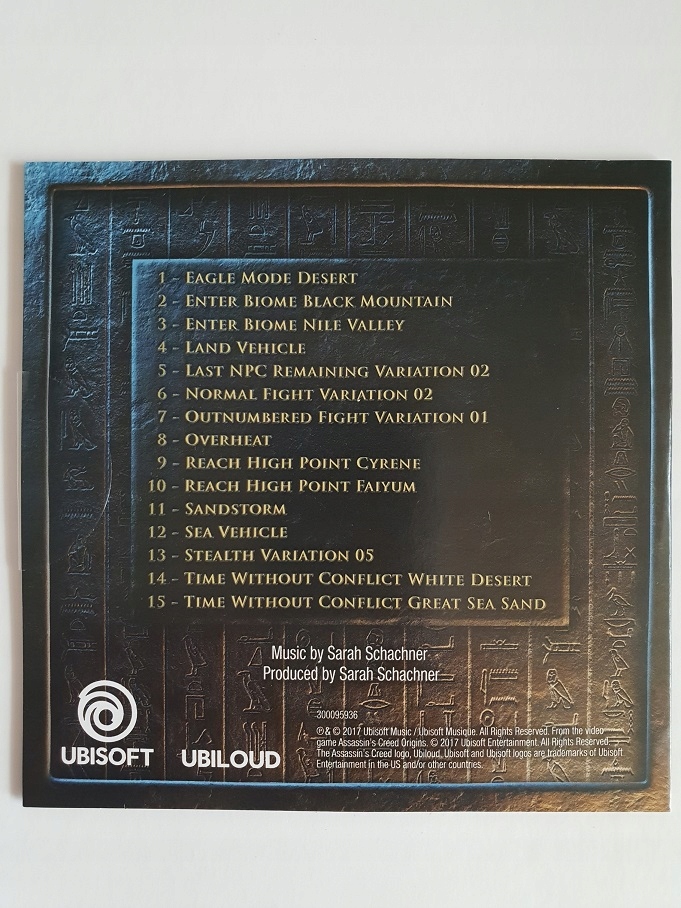 1 - Eagle Mode Desert
2 - Enter Biome Black Mountain
3 - Enter Biome Nile Valley
4 - Land Vehicle
5 - Last NPC Remaining Variation 02
6 - Normal Fight Variation 02
7 - Outnumbered Fight Variation 01
8 - Overheat
9 - Reach High Point Cyrene
10 - Reach High Point Faiyum
11 - Sandstorm
12 - Sea Vehicle
13 - Stealth Variation 05
14 - Time Without Conflict White Desert
15 - Time Without Conflict Great Sea Sand
Music by Sarah Schachner
Produced by Sarah Schachner
300095936
℗ & © 2017 Ubisoft Music / Ubisoft Musique. All Rights Reserved. From the video
game Assassin's Creed Origins. © 2017 Ubisoft Entertainment. All Rights Reserved.
The Assassin's Creed logo, Ubiloud, Ubisoft and Ubisoft logos are trademarks of Ubisoft
Entertainment in the US and/or other countries.
UBISOFT
UBILOUD